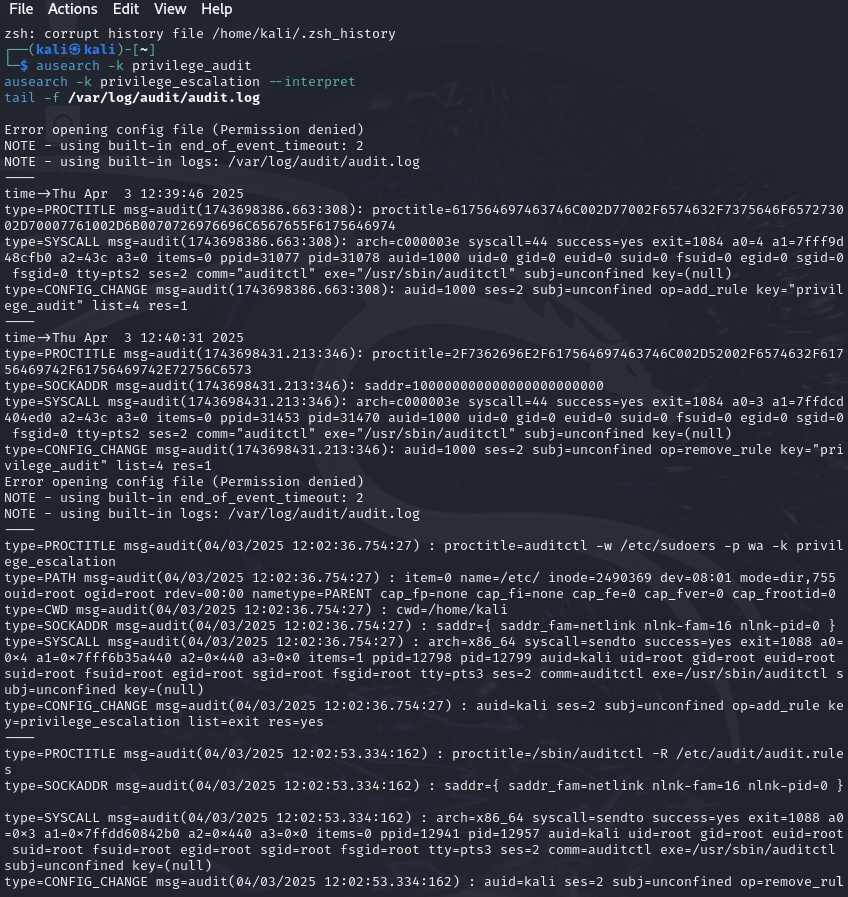 File Actions Edit View Help
zsh: corrupt history file /home/kali/.zsh_history
┌──(kali㉿kali)-[~]
└─$ ausearch -k privilege_audit
ausearch -k privilege_escalation --interpret
tail -f /var/log/audit/audit.log
Error opening config file (Permission denied)
NOTE - using built-in end_of_event_timeout: 2
NOTE - using built-in logs: /var/log/audit/audit.log
----
time->Thu Apr  3 12:39:46 2025
type=PROCTITLE msg=audit(1743698386.663:308): proctitle=617564697463746C002D77002F6574632F7375646F657273
002D70007761002D6B0070726976696C6567655F6175646974
type=SYSCALL msg=audit(1743698386.663:308): arch=c000003e syscall=44 success=yes exit=1084 a0=4 a1=7fff9d
48cfb0 a2=43c a3=0 items=0 ppid=31077 pid=31078 auid=1000 uid=0 gid=0 euid=0 suid=0 fsuid=0 egid=0 sgid=0
 fsgid=0 tty=pts2 ses=2 comm="auditctl" exe="/usr/sbin/auditctl" subj=unconfined key=(null)
type=CONFIG_CHANGE msg=audit(1743698386.663:308): auid=1000 ses=2 subj=unconfined op=add_rule key="privil
ege_audit" list=4 res=1
----
time->Thu Apr  3 12:40:31 2025
type=PROCTITLE msg=audit(1743698431.213:346): proctitle=2F7362696E2F617564697463746C002D52002F6574632F617
56469742F61756469742E72756C6573
type=SOCKADDR msg=audit(1743698431.213:346): saddr=100000000000000000000000
type=SYSCALL msg=audit(1743698431.213:346): arch=c000003e syscall=44 success=yes exit=1084 a0=3 a1=7ffdcd
404ed0 a2=43c a3=0 items=0 ppid=31453 pid=31470 auid=1000 uid=0 gid=0 euid=0 suid=0 fsuid=0 egid=0 sgid=0
 fsgid=0 tty=pts2 ses=2 comm="auditctl" exe="/usr/sbin/auditctl" subj=unconfined key=(null)
type=CONFIG_CHANGE msg=audit(1743698431.213:346): auid=1000 ses=2 subj=unconfined op=remove_rule key="pri
vilege_audit" list=4 res=1
Error opening config file (Permission denied)
NOTE - using built-in end_of_event_timeout: 2
NOTE - using built-in logs: /var/log/audit/audit.log
----
type=PROCTITLE msg=audit(04/03/2025 12:02:36.754:27) : proctitle=auditctl -w /etc/sudoers -p wa -k privil
ege_escalation
type=PATH msg=audit(04/03/2025 12:02:36.754:27) : item=0 name=/etc/ inode=2490369 dev=08:01 mode=dir,755
ouid=root ogid=root rdev=00:00 nametype=PARENT cap_fp=none cap_fi=none cap_fe=0 cap_fver=0 cap_frootid=0
type=CWD msg=audit(04/03/2025 12:02:36.754:27) : cwd=/home/kali
type=SOCKADDR msg=audit(04/03/2025 12:02:36.754:27) : saddr={ saddr_fam=netlink nlnk-fam=16 nlnk-pid=0 }
type=SYSCALL msg=audit(04/03/2025 12:02:36.754:27) : arch=x86_64 syscall=sendto success=yes exit=1088 a0=
0x4 a1=0x7fff6b35a440 a2=0x440 a3=0x0 items=1 ppid=12798 pid=12799 auid=kali uid=root gid=root euid=root
suid=root fsuid=root egid=root sgid=root fsgid=root tty=pts3 ses=2 comm=auditctl exe=/usr/sbin/auditctl s
ubj=unconfined key=(null)
type=CONFIG_CHANGE msg=audit(04/03/2025 12:02:36.754:27) : auid=kali ses=2 subj=unconfined op=add_rule ke
y=privilege_escalation list=exit res=yes
----
type=PROCTITLE msg=audit(04/03/2025 12:02:53.334:162) : proctitle=/sbin/auditctl -R /etc/audit/audit.rule
s
type=SOCKADDR msg=audit(04/03/2025 12:02:53.334:162) : saddr={ saddr_fam=netlink nlnk-fam=16 nlnk-pid=0 }
type=SYSCALL msg=audit(04/03/2025 12:02:53.334:162) : arch=x86_64 syscall=sendto success=yes exit=1088 a0
=0x3 a1=0x7ffdd60842b0 a2=0x440 a3=0x0 items=0 ppid=12941 pid=12957 auid=kali uid=root gid=root euid=root
 suid=root fsuid=root egid=root sgid=root fsgid=root tty=pts3 ses=2 comm=auditctl exe=/usr/sbin/auditctl
subj=unconfined key=(null)
type=CONFIG_CHANGE msg=audit(04/03/2025 12:02:53.334:162) : auid=kali ses=2 subj=unconfined op=remove_rul